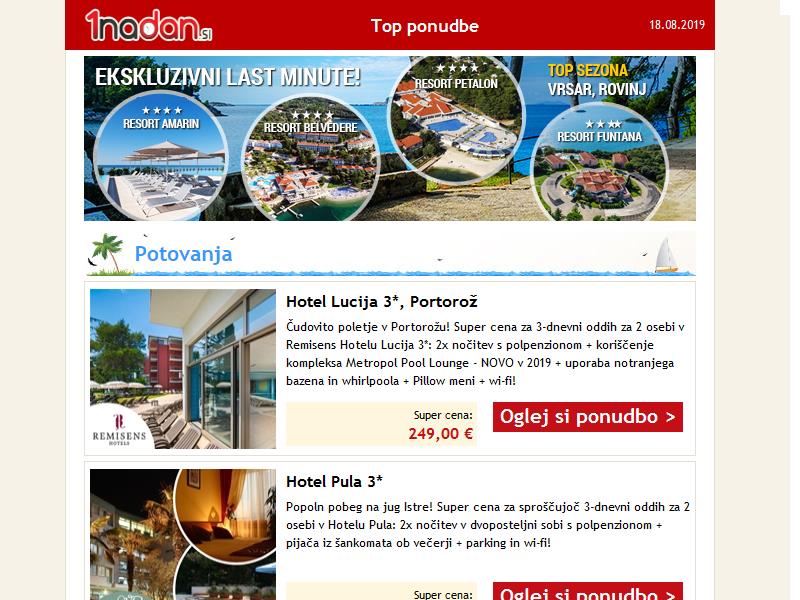 1nadan.si
Top ponudbe
18.08.2019
EKSKLUZIVNI LAST MINUTE!
★★★★
RESORT AMARIN
★★★★
RESORT BELVEDERE
★★★★
RESORT PETALON
TOP SEZONA
VRSAR, ROVINJ
★★★★
RESORT FUNTANA
Potovanja
Hotel Lucija 3*, Portorož
Čudovito poletje v Portorožu! Super cena za 3-dnevni oddih za 2 osebi v
Remisens Hotelu Lucija 3*: 2x nočitev s polpenzionom + koriščenje
kompleksa Metropol Pool Lounge - NOVO v 2019 + uporaba notranjega
bazena in whirlpoola + Pillow meni + wi-fi!
REMISENS
HOTELS
Super cena:
249,00 €
Oglej si ponudbo >
Hotel Pula 3*
Popoln pobeg na jug Istre! Super cena za sproščujoč 3-dnevni oddih za 2
osebi v Hotelu Pula: 2x nočitev v dvoposteljni sobi s polpenzionom +
pijača iz šankomata ob večerji + parking in wi-fi!
Super cena:
Oglej si ponudbo >